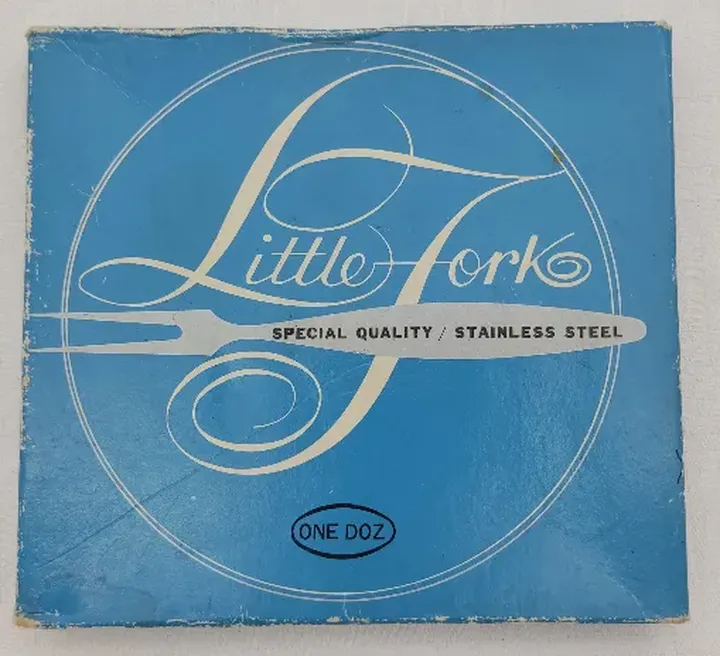 Little Fork
SPECIAL QUALITY / STAINLESS STEEL
ONE DOZ